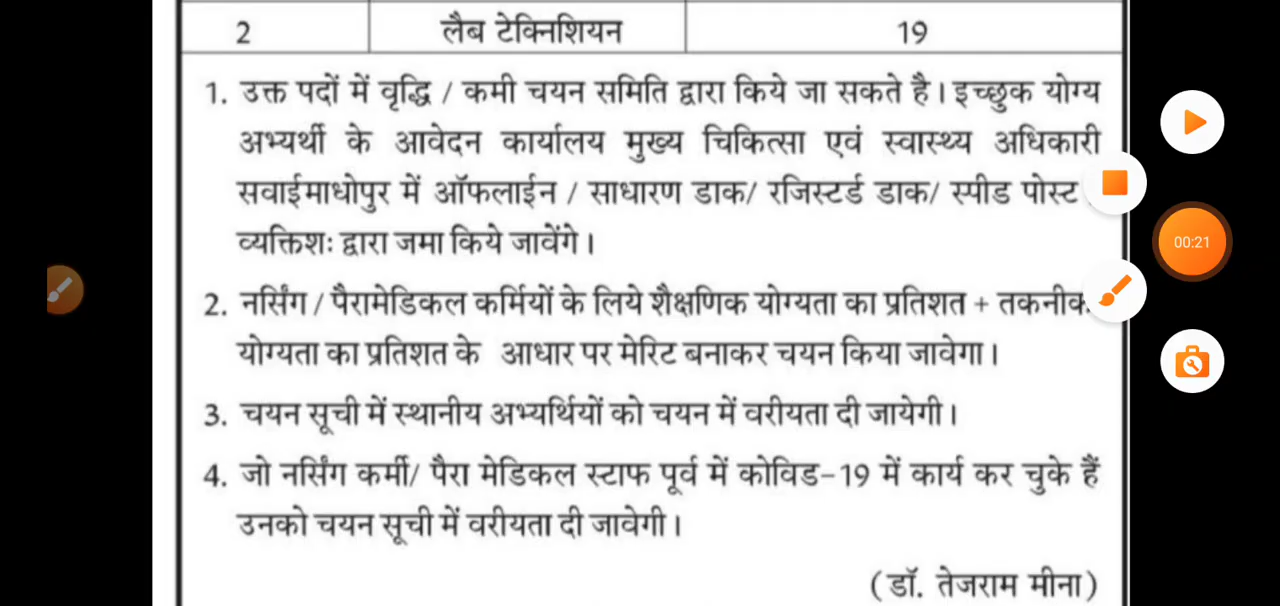 2 लैब टेक्निशियन 19
1. उक्त पदों में वृद्धि / कमी चयन समिति द्वारा किये जा सकते है। इच्छुक योग्य
अभ्यर्थी के आवेदन कार्यालय मुख्य चिकित्सा एवं स्वास्थ्य अधिकारी
सवाईमाधोपुर में ऑफलाईन / साधारण डाक/ रजिस्टर्ड डाक/ स्पीड पोस्ट
व्यक्तिशः द्वारा जमा किये जावेंगे।
2. नर्सिंग / पैरामेडिकल कर्मियों के लिये शैक्षणिक योग्यता का प्रतिशत +
योग्यता का प्रतिशत के आधार पर मेरिट बनाकर चयन किया जावेगा।
3. चयन सूची में स्थानीय अभ्यर्थियों को चयन में वरीयता दी जायेगी।
4. जो नर्सिंग कर्मी/ पैरा मेडिकल स्टाफ पूर्व में कोविड-19 में कार्य कर चुके हैं
उनको चयन सूची में वरीयता दी जावेगी।
(डॉ. तेजराम मीना)
00:21